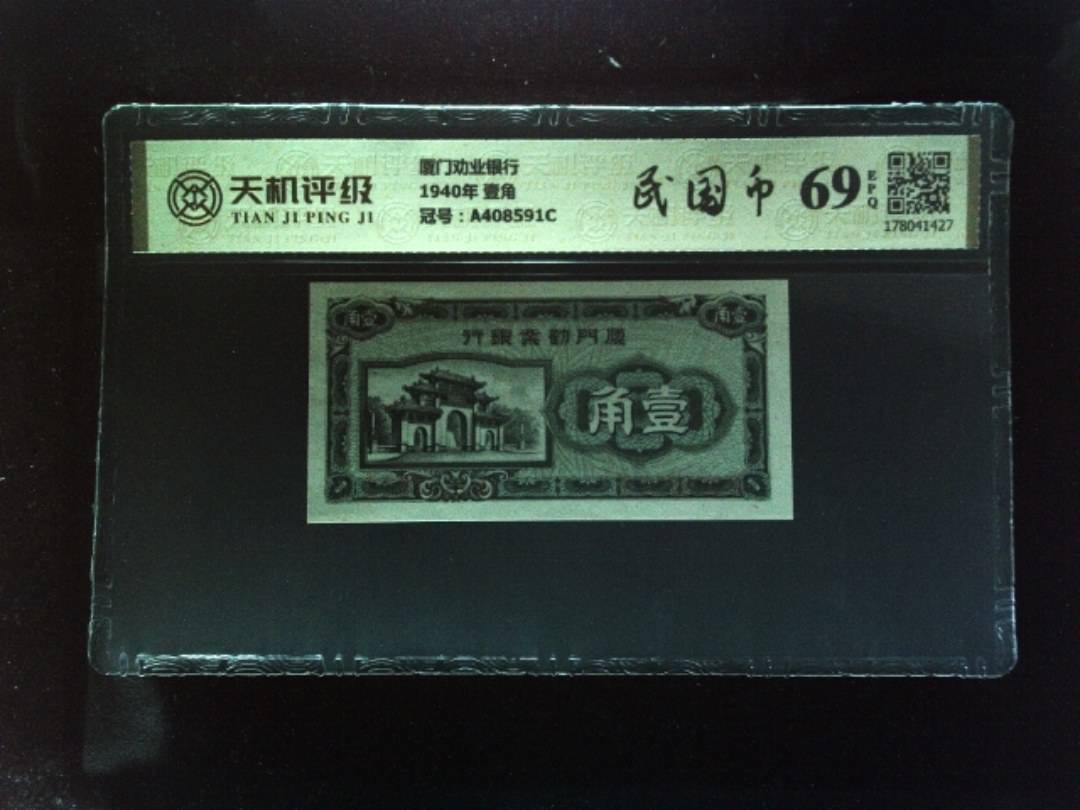 天机评级
TIAN JI PING JI
厦门劝业银行
1940年 壹角
冠号：A408591C
民国币
69
EPQ
178041427
壹角
壹角
厦門勸業銀行
壹角